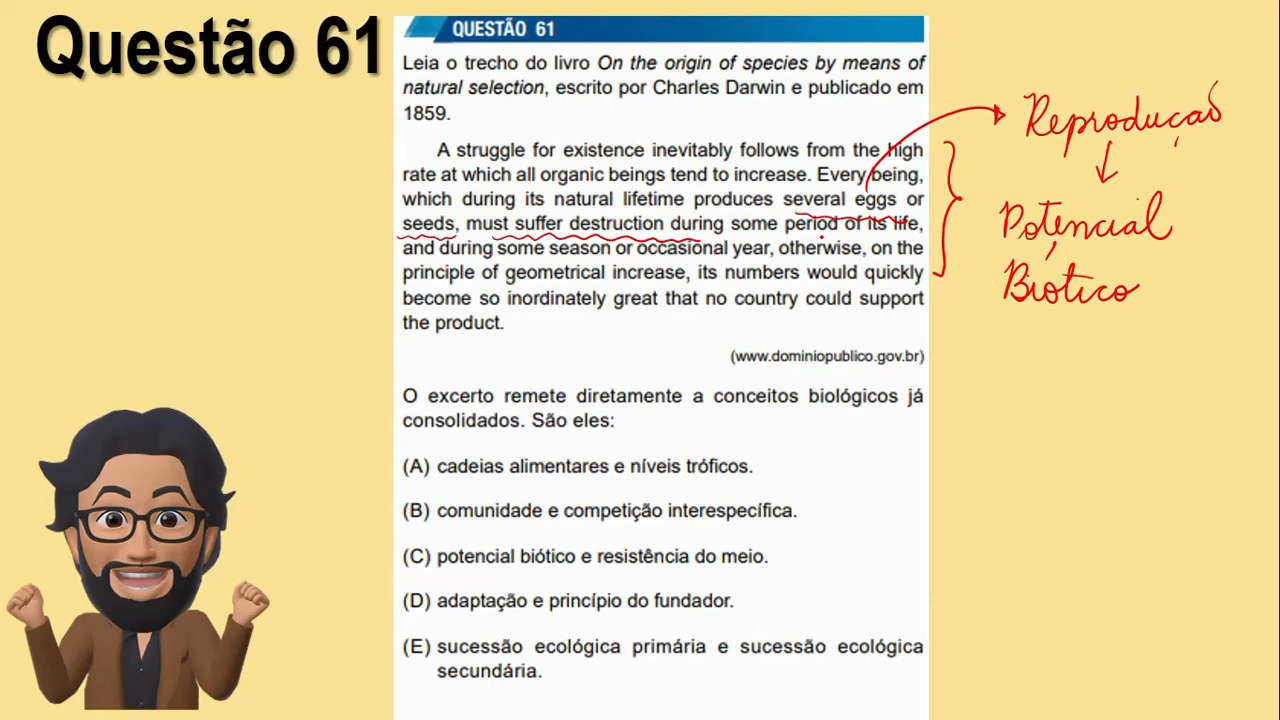 Questão 61
QUESTÃO 61
Leia o trecho do livro On the origin of species by means of
natural selection, escrito por Charles Darwin e publicado em
1859.
A struggle for existence inevitably follows from the high
rate at which all organic beings tend to increase. Every being,
which during its natural lifetime produces several eggs or
seeds, must suffer destruction during some period of its life,
and during some season or occasional year, otherwise, on the
principle of geometrical increase, its numbers would quickly
become so inordinately great that no country could support
the product.
(www.dominiopublico.gov.br)
O excerto remete diretamente a conceitos biológicos já
consolidados. São eles:
(A) cadeias alimentares e níveis tróficos.
(B) comunidade e competição interespecífica.
(C) potencial biótico e resistência do meio.
(D) adaptação e princípio do fundador.
(E) sucessão ecológica primária e sucessão ecológica
secundária.
Reprodução
Potencial
Biótico